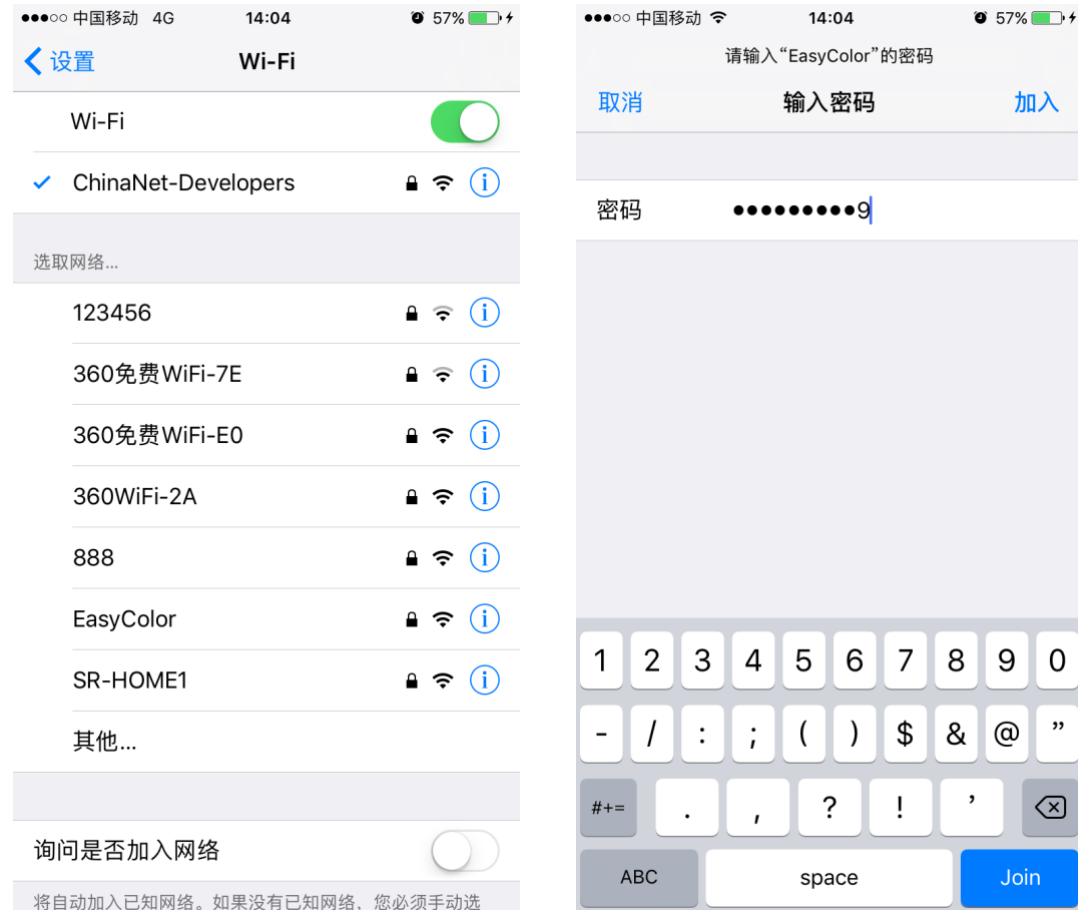 中国移动 4G 14:04 57%
设置 Wi-Fi
Wi-Fi
ChinaNet-Developers
选取网络...
123456
360免费WiFi-7E
360免费WiFi-E0
360WiFi-2A
888
EasyColor
SR-HOME1
其他...
询问是否加入网络
将自动加入已知网络。如果没有已知网络，您必须手动选
中国移动 14:04 57%
请输入“EasyColor”的密码
取消 输入密码 加入
密码 •••••••••9
1 2 3 4 5 6 7 8 9 0
- / : ; ( ) $ & @ ”
#+= . , ? ! ’
ABC space Join